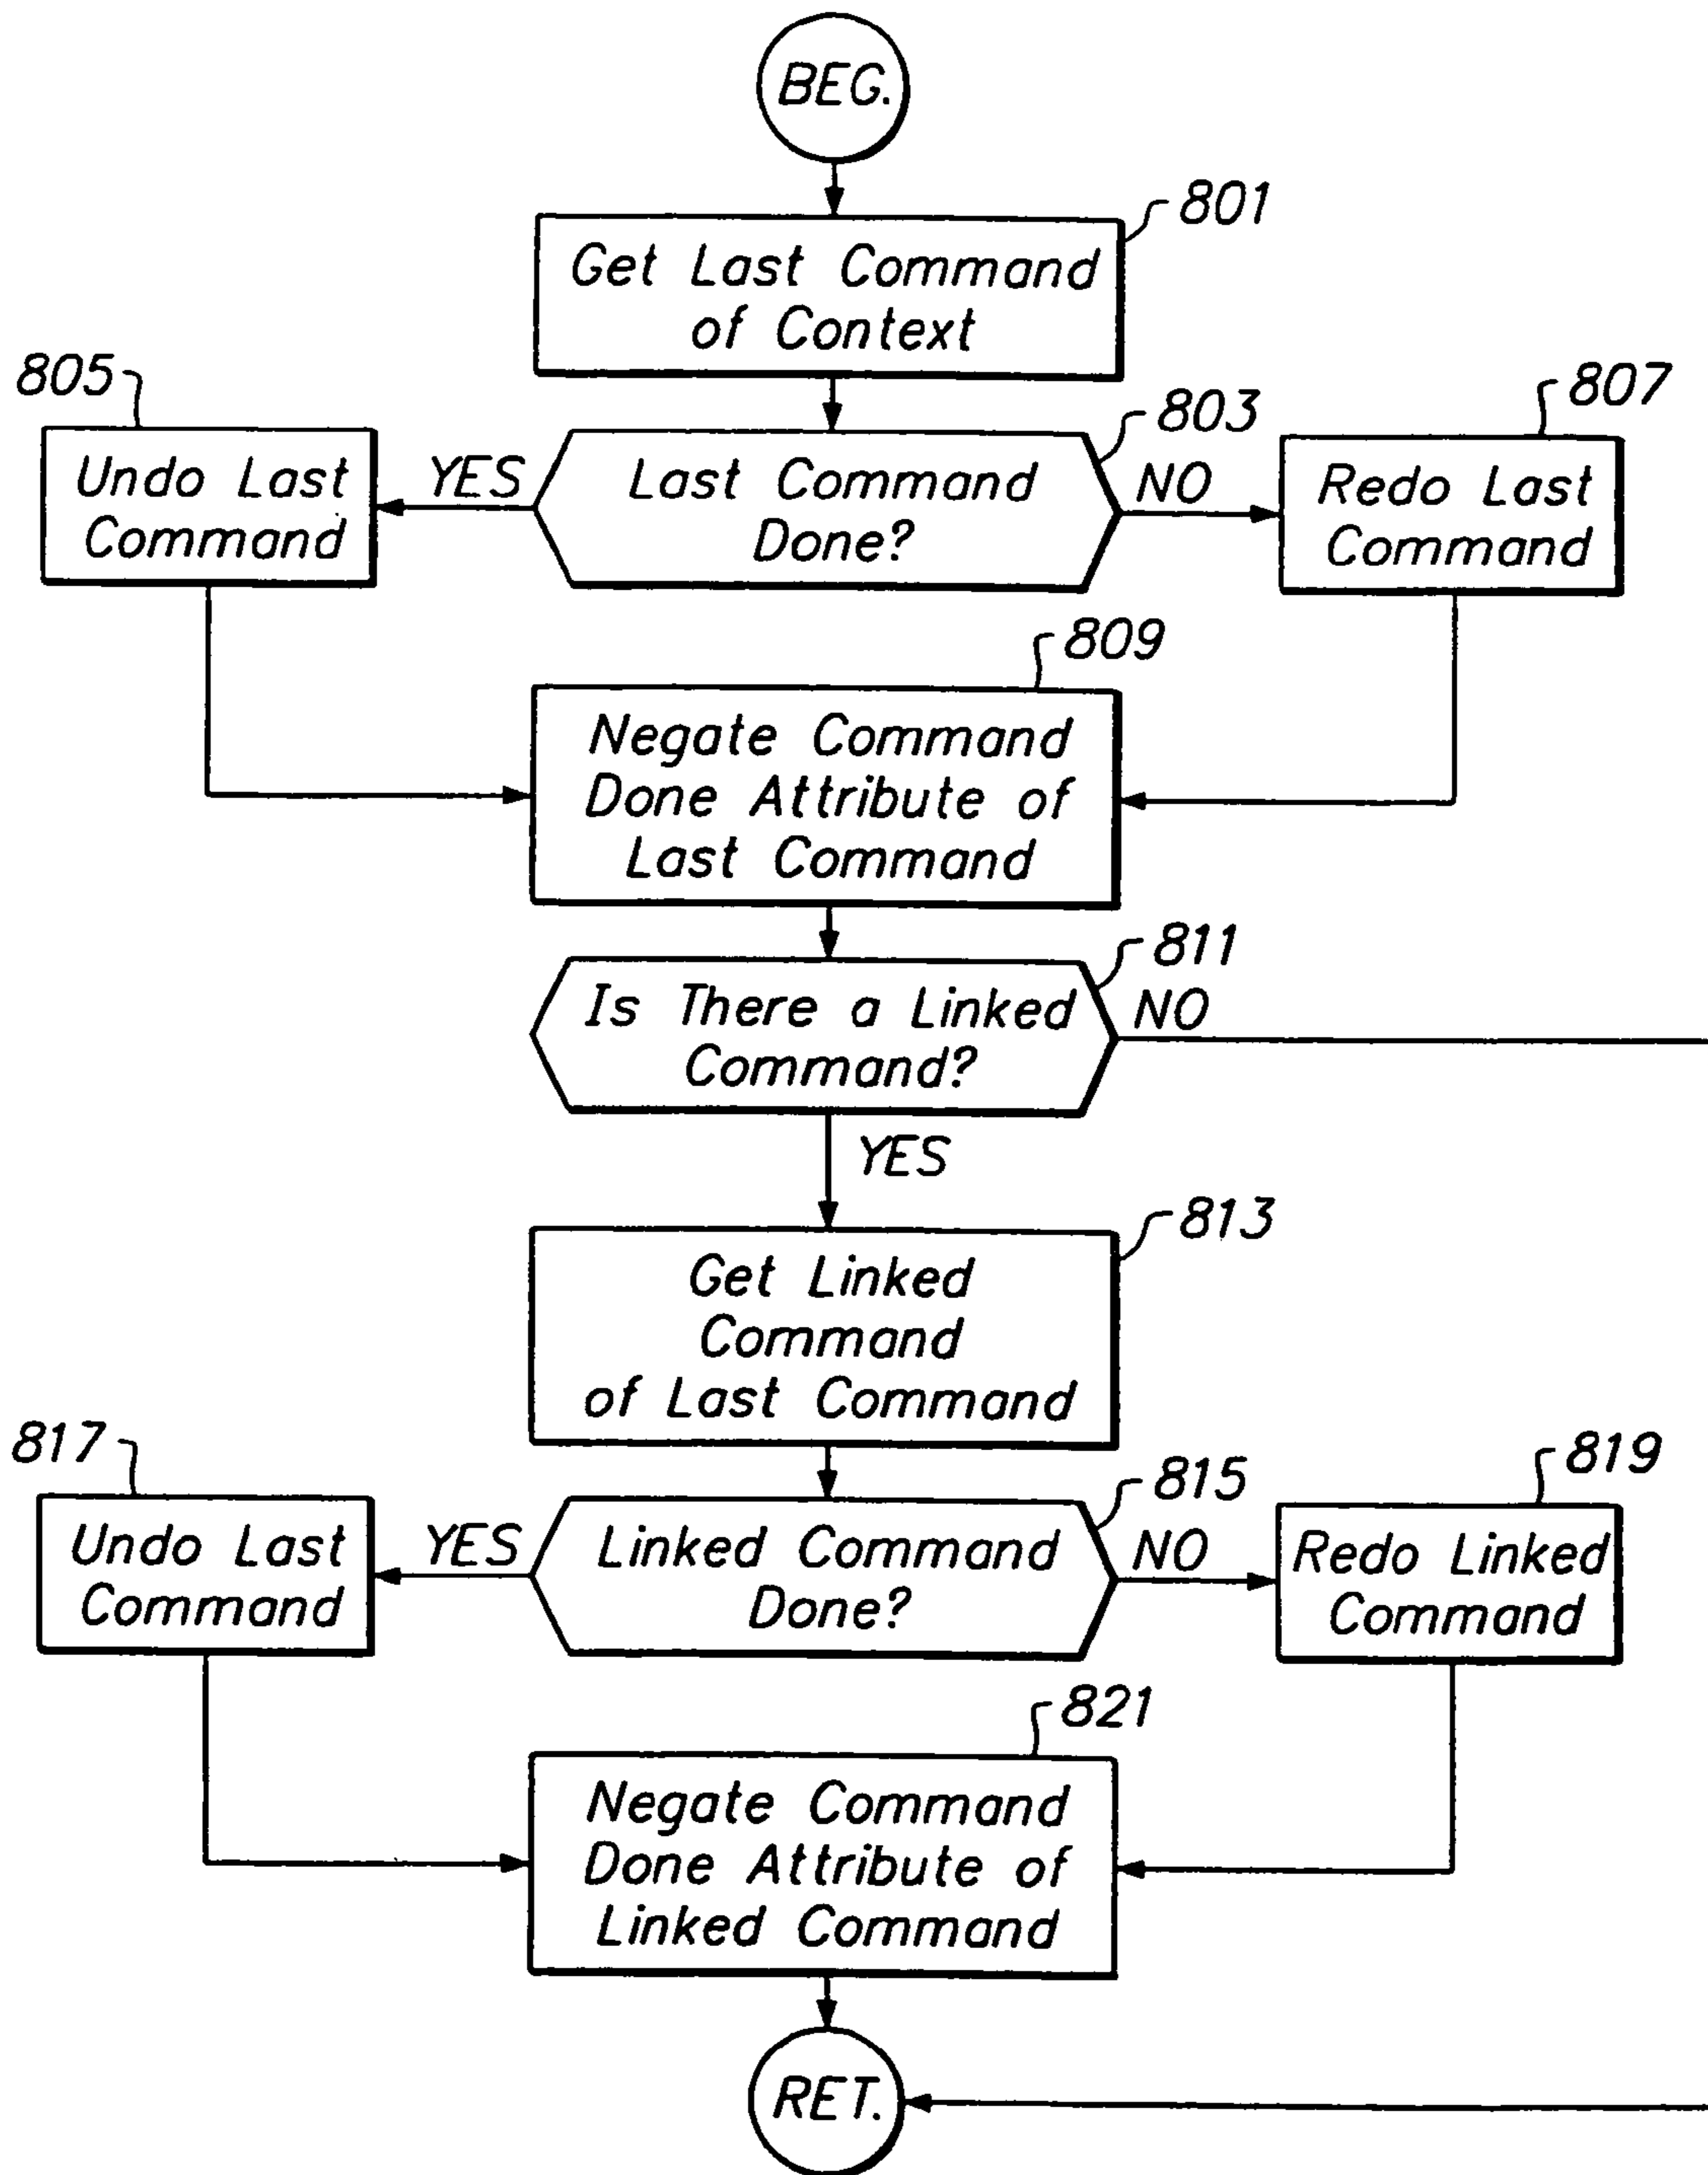 BEG.
801
Get Last Command
of Context
805
803
807
Undo Last
Command
YES
Last Command
Done?
NO
Redo Last
Command
809
Negate Command
Done Attribute of
Last Command
811
Is There a Linked
Command?
NO
YES
813
Get Linked
Command
of Last Command
817
815
819
Undo Last
Command
YES
Linked Command
Done?
NO
Redo Linked
Command
821
Negate Command
Done Attribute of
Linked Command
RET.